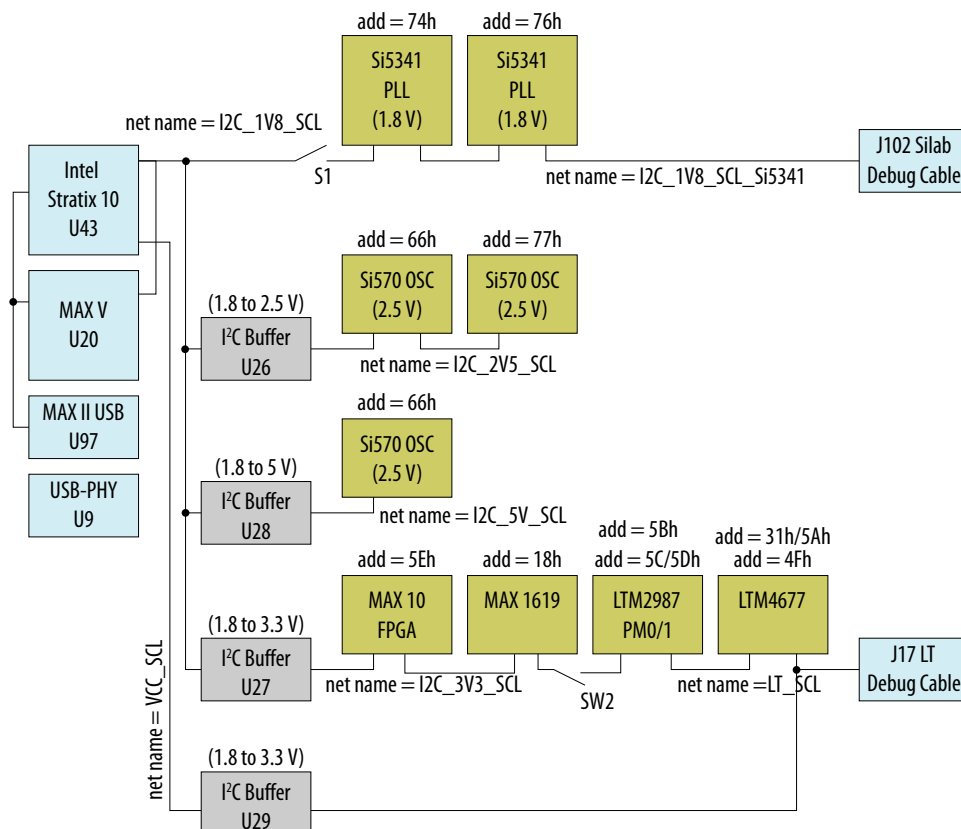 add = 74h
add = 76h
Si5341
PLL
(1.8 V)
Si5341
PLL
(1.8 V)
net name = I2C_1V8_SCL
S1
net name = I2C_1V8_SCL_Si5341
J102 Silab
Debug Cable
Intel
Stratix 10
U43
MAX V
U20
MAX II USB
U97
USB-PHY
U9
add = 66h
add = 77h
Si570 OSC
(2.5 V)
Si570 OSC
(2.5 V)
(1.8 to 2.5 V)
I²C Buffer
U26
net name = I2C_2V5_SCL
add = 66h
Si570 OSC
(2.5 V)
(1.8 to 5 V)
I²C Buffer
U28
net name = I2C_5V_SCL
add = 5Eh
add = 18h
add = 5Bh
add = 5C/5Dh
add = 31h/5Ah
add = 4Fh
MAX 10
FPGA
MAX 1619
LTM2987
PM0/1
LTM4677
(1.8 to 3.3 V)
I²C Buffer
U27
net name = I2C_3V3_SCL
SW2
net name =LT_SCL
J17 LT
Debug Cable
net name = VCC_SCL
(1.8 to 3.3 V)
I²C Buffer
U29